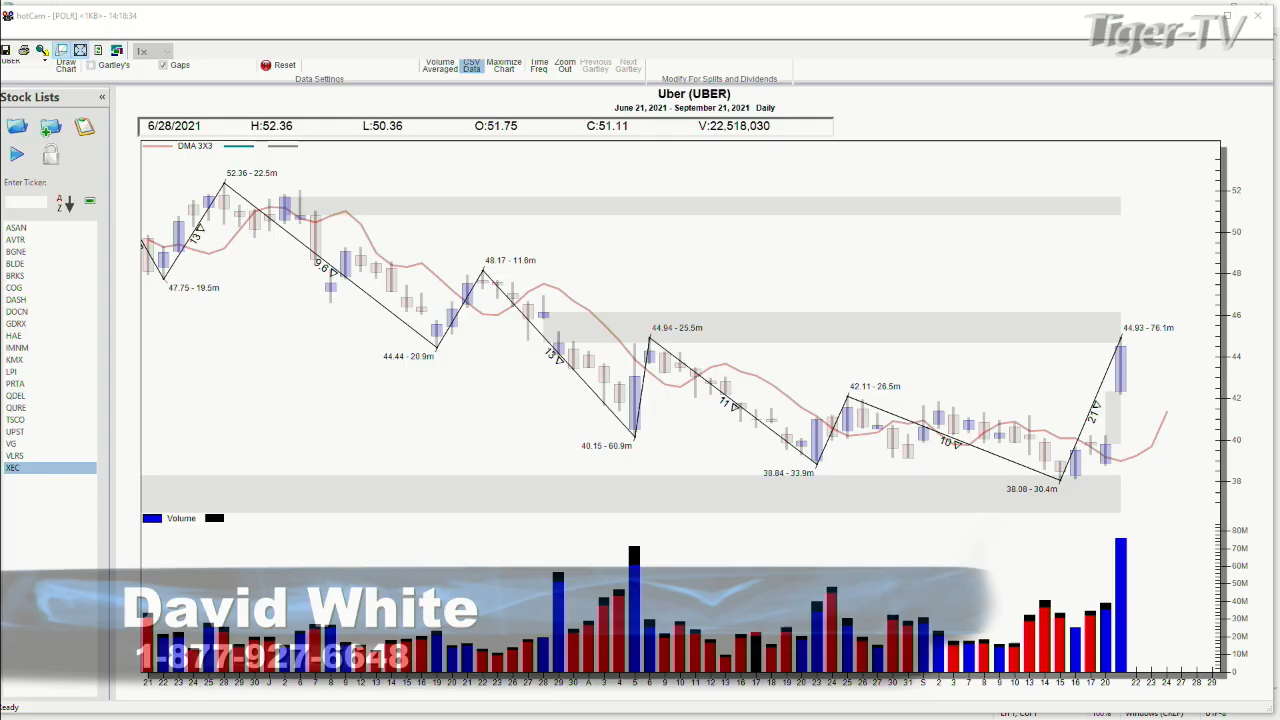 hotCam - [POLR] <1KB> - 14:18:34
Tiger-TV
1x
UBER
Draw Chart
Gartley's
Gaps
Reset
Volume Averaged
CSV Data
Maximize Chart
Time Freq
Zoom Out
Previous Gartley
Next Gartley
Data Settings
Modify For Splits and Dividends
Stock Lists
«
Uber (UBER)
June 21, 2021 - September 21, 2021 Daily
6/28/2021 H:52.36 L:50.36 O:51.75 C:51.11 V:22,518,030
DMA 3X3
Enter Ticker:
A
Z
ASAN
AVTR
BGNE
BLDE
BRKS
COG
DASH
DOCN
GDRX
HAE
IMNM
KMX
LPI
PRTA
QDEL
QURE
TSCO
UPST
VG
VLRS
XEC
52.36 - 22.5m
13
47.75 - 19.5m
9.6
44.44 - 20.9m
48.17 - 11.6m
13
40.15 - 60.9m
44.94 - 25.5m
11
38.84 - 33.9m
42.11 - 26.5m
10
38.08 - 30.4m
21
44.93 - 76.1m
52
50
48
46
44
42
40
38
Volume
80M
70M
60M
50M
40M
30M
20M
10M
0
David White
1-877-927-6648
21 22 23 24 25 28 29 30 J 2 6 7 8 9 12 13 14 15 16 19 20 21 22 23 26 27 28 29 30 A 3 4 5 6 9 10 11 12 13 16 17 18 19 20 23 24 25 26 27 30 31 S 2 3 7 8 9 10 13 14 15 16 17 20 22 23 24 27 28 29
eady
100%